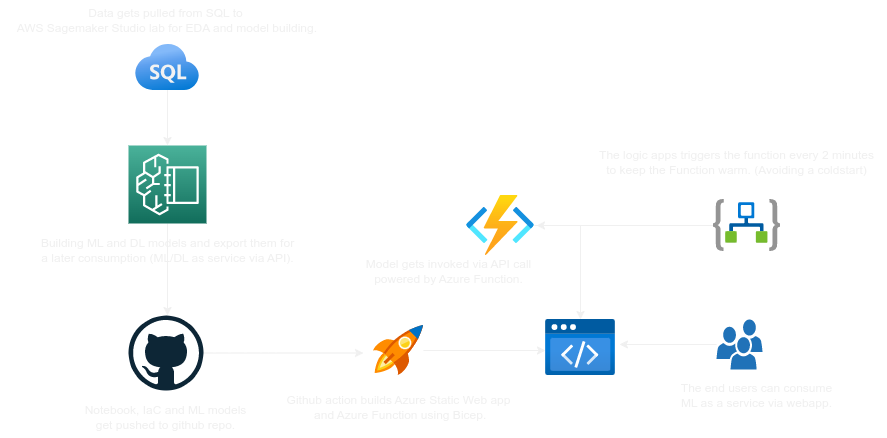 Data gets pulled from SQL to
AWS Sagemaker Studio lab for EDA and model building.
SQL
The logic apps triggers the function every 2 minutes
to keep the Function warm. (Avoiding a coldstart)
Building ML and DL models and export them for
a later consumption (ML/DL as service via API).
Model gets invoked via API call
powered by Azure Function.
Github action builds Azure Static Web app
and Azure Function using Bicep.
The end users can consume
ML as a service via webapp.
Notebook, IaC and ML models
get pushed to github repo.